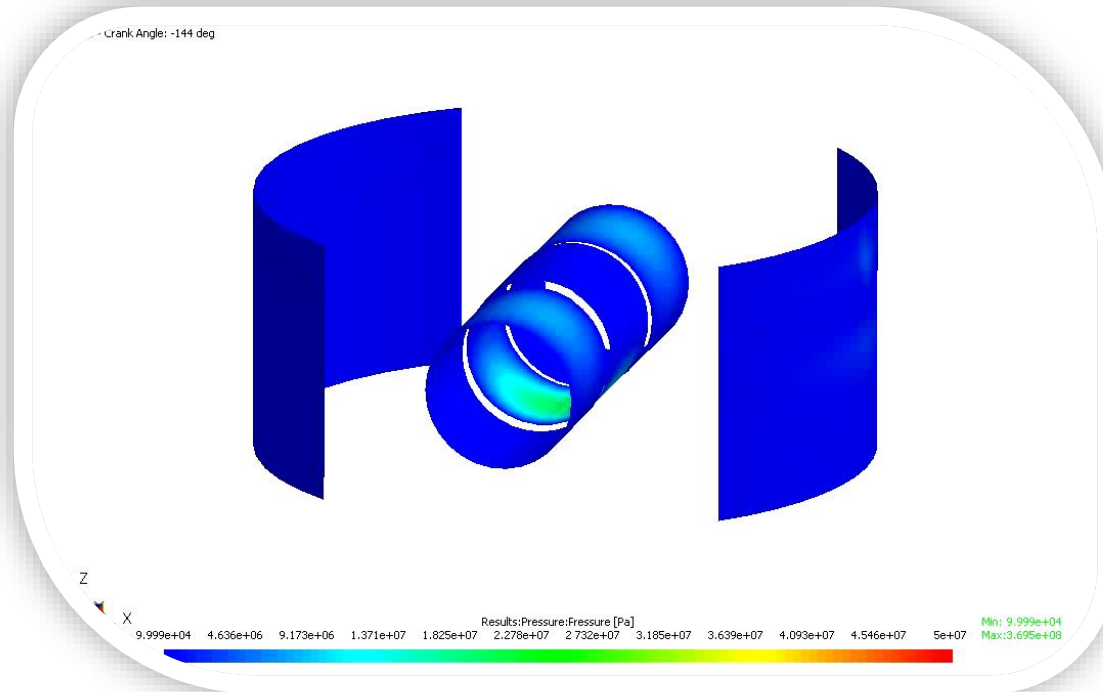 - Crank Angle: -144 deg
Z
X
Results:Pressure:Fressure [Pa]
9.999e+04 4.636e+06 9.173e+06 1.371e+07 1.825e+07 2.278e+07 2.732e+07 3.185e+07 3.639e+07 4.093e+07 4.546e+07 5e+07
Min: 9.999e+04
Max:3.695e+08